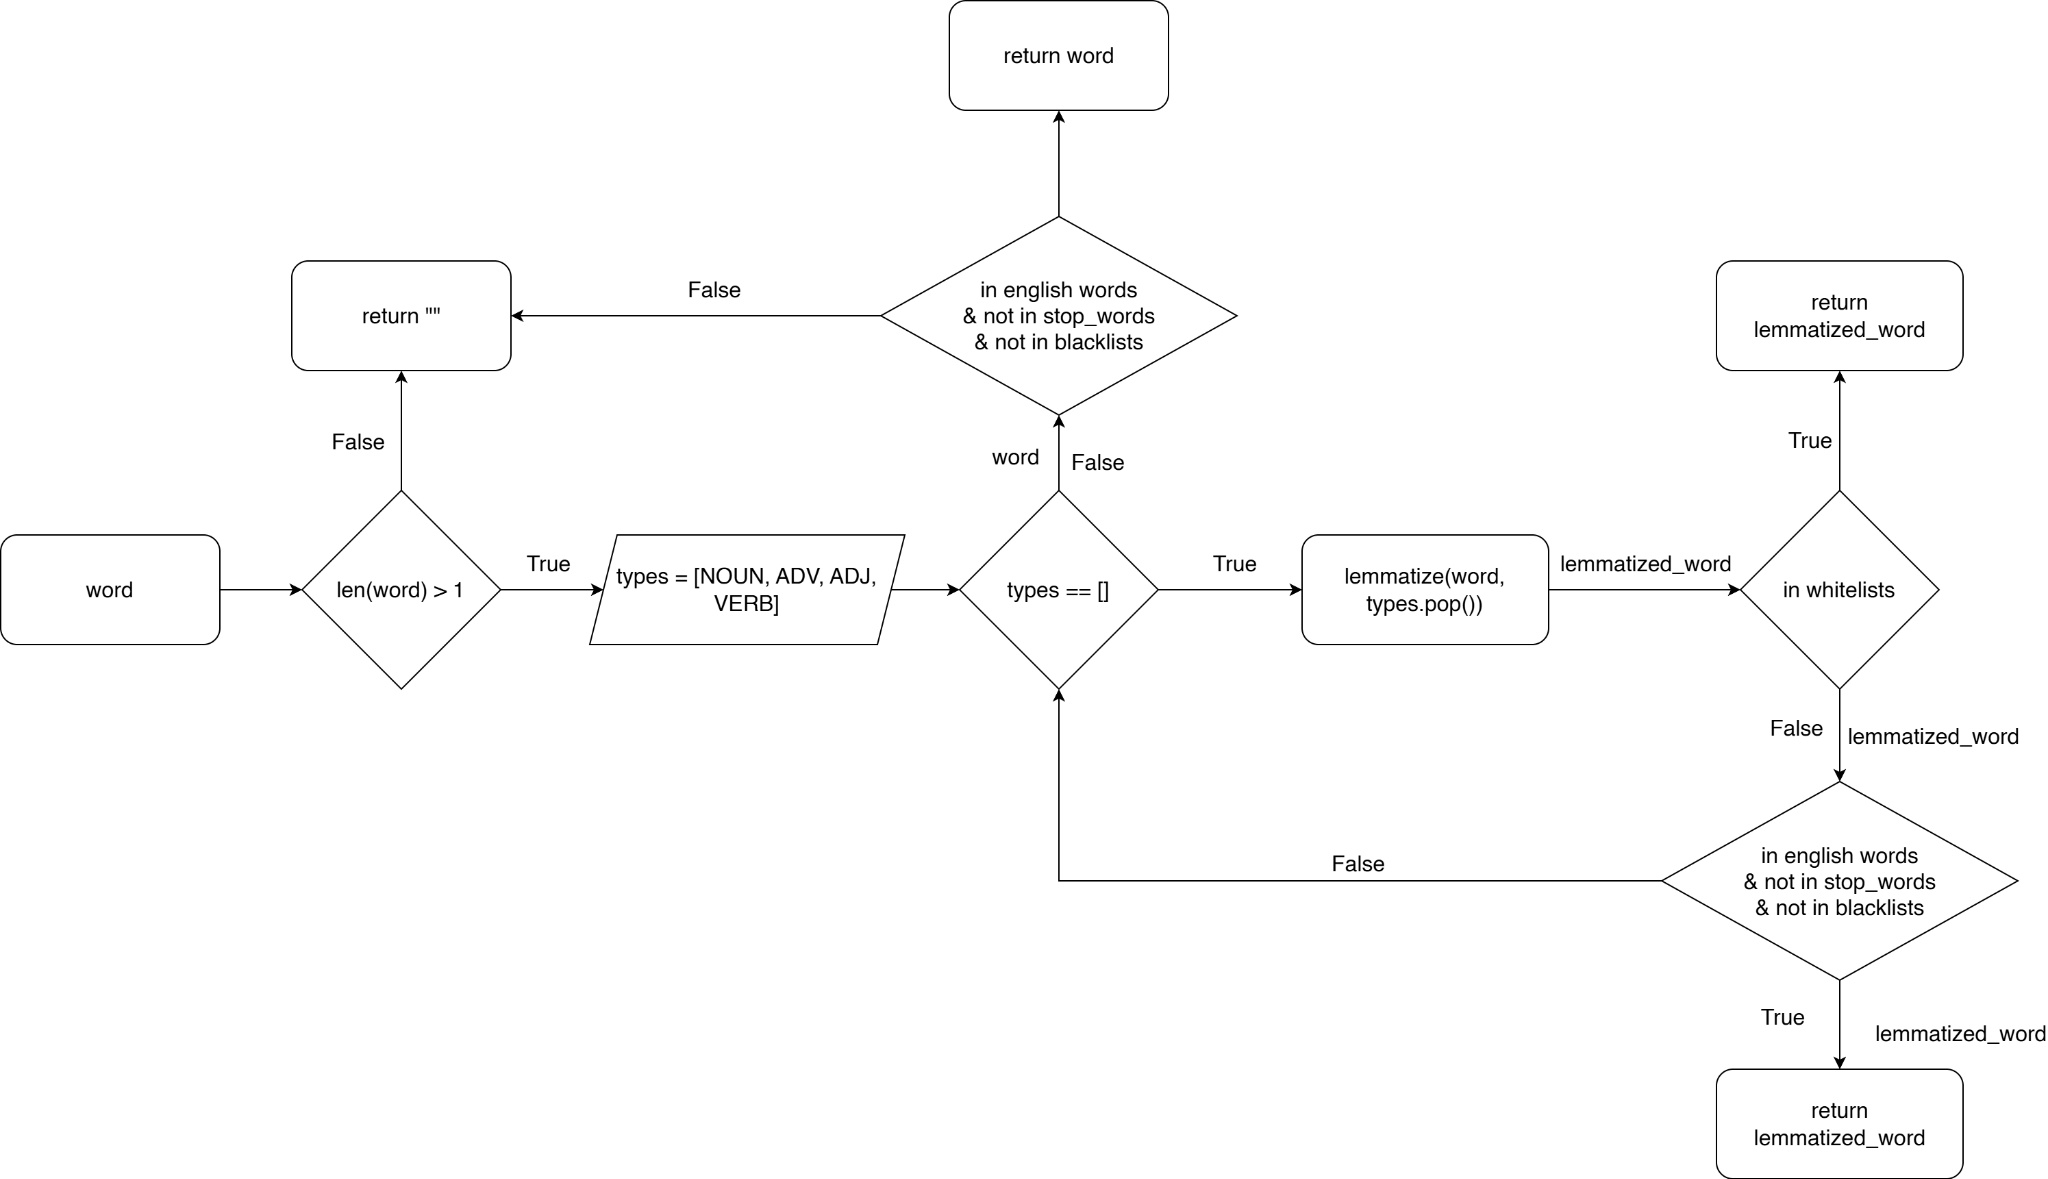 return word
in english words
& not in stop_words
& not in blacklists
False
return ""
return
lemmatized_word
False
word
False
True
word
len(word) > 1
True
types = [NOUN, ADV, ADJ,
VERB]
types == []
True
lemmatize(word,
types.pop())
lemmatized_word
in whitelists
False
lemmatized_word
in english words
& not in stop_words
& not in blacklists
False
True
lemmatized_word
return
lemmatized_word